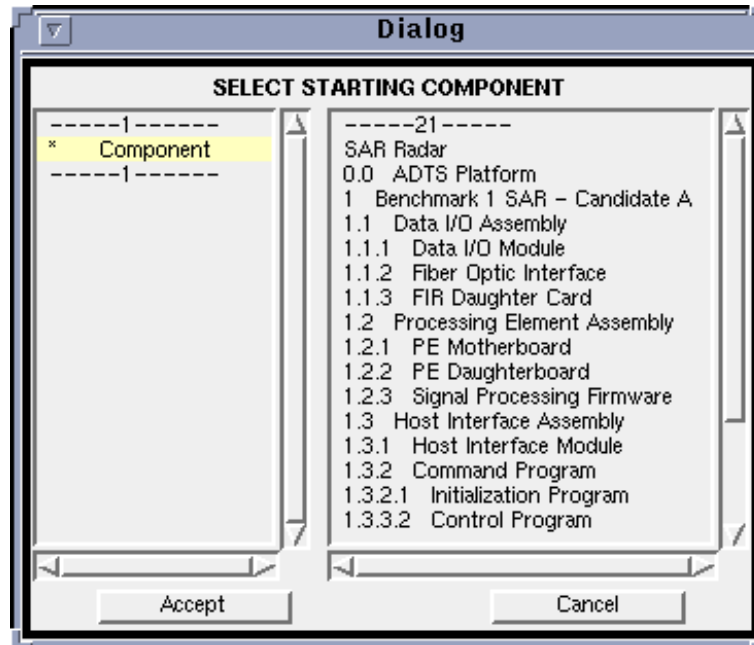 Dialog
SELECT STARTING COMPONENT
-----1------
* Component
-----1------
-----21-----
SAR Radar
0.0 ADTS Platform
1 Benchmark 1 SAR – Candidate A
1.1 Data I/O Assembly
1.1.1 Data I/O Module
1.1.2 Fiber Optic Interface
1.1.3 FIR Daughter Card
1.2 Processing Element Assembly
1.2.1 PE Motherboard
1.2.2 PE Daughterboard
1.2.3 Signal Processing Firmware
1.3 Host Interface Assembly
1.3.1 Host Interface Module
1.3.2 Command Program
1.3.2.1 Initialization Program
1.3.3.2 Control Program
Accept
Cancel